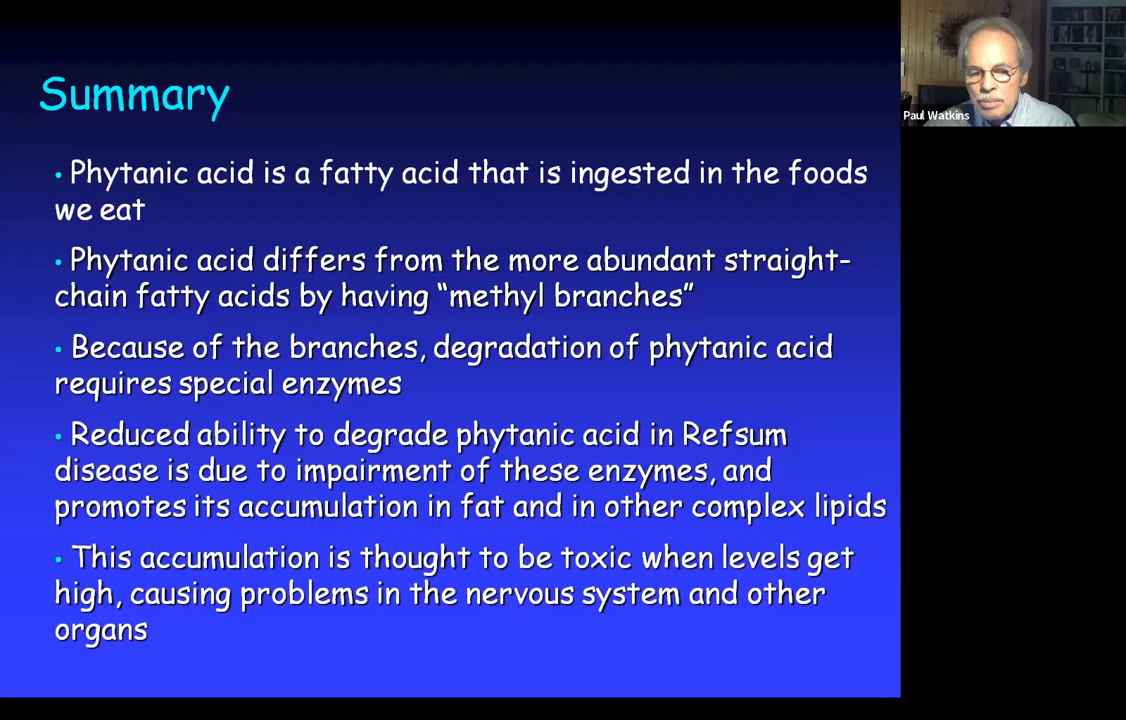 Summary
• Phytanic acid is a fatty acid that is ingested in the foods
we eat
• Phytanic acid differs from the more abundant straight-
chain fatty acids by having “methyl branches”
• Because of the branches, degradation of phytanic acid
requires special enzymes
• Reduced ability to degrade phytanic acid in Refsum
disease is due to impairment of these enzymes, and
promotes its accumulation in fat and in other complex lipids
• This accumulation is thought to be toxic when levels get
high, causing problems in the nervous system and other
organs
Paul Watkins